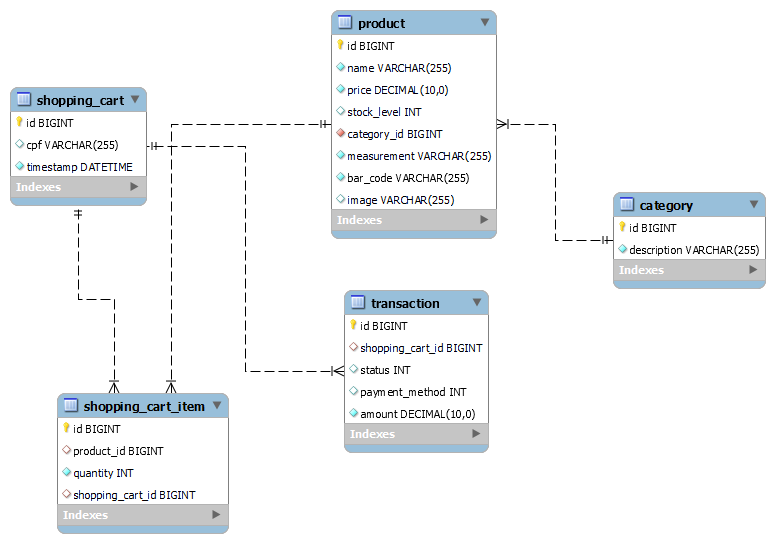 product
id BIGINT
name VARCHAR(255)
price DECIMAL(10,0)
stock_level INT
category_id BIGINT
measurement VARCHAR(255)
bar_code VARCHAR(255)
image VARCHAR(255)
Indexes
shopping_cart
id BIGINT
cpf VARCHAR(255)
timestamp DATETIME
Indexes
category
id BIGINT
description VARCHAR(255)
Indexes
transaction
id BIGINT
shopping_cart_id BIGINT
status INT
payment_method INT
amount DECIMAL(10,0)
Indexes
shopping_cart_item
id BIGINT
product_id BIGINT
quantity INT
shopping_cart_id BIGINT
Indexes